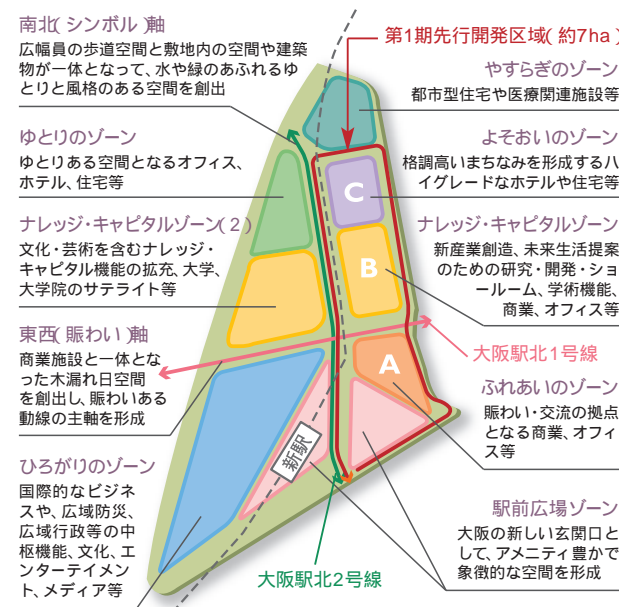 南北(シンボル)軸
広幅員の歩道空間と敷地内の空間や建築
物が一体となって、水や緑のあふれるゆ
とりと風格のある空間を創出
ゆとりのゾーン
ゆとりある空間となるオフィス、
ホテル、住宅等
ナレッジ・キャピタルゾーン(2)
文化・芸術を含むナレッジ・
キャピタル機能の拡充、大学、
大学院のサテライト等
東西(賑わい)軸
商業施設と一体とな
った木漏れ日空間
を創出し、賑わいある
動線の主軸を形成
ひろがりのゾーン
国際的なビジネ
スや、広域防災、
広域行政等の中
枢機能、文化、エ
ンターテイメン
ト、メディア等
第1期先行開発区域(約7ha)
やすらぎのゾーン
都市型住宅や医療関連施設等
よそおいのゾーン
格調高いまちなみを形成するハ
イグレードなホテルや住宅等
ナレッジ・キャピタルゾーン
新産業創造、未来生活提案
のための研究・開発・ショ
ールーム、学術機能、
商業、オフィス等
大阪駅北1号線
ふれあいのゾーン
賑わい・交流の拠点
となる商業、オフィ
ス等
駅前広場ゾーン
大阪の新しい玄関口と
して、アメニティ豊かで
象徴的な空間を形成
C
B
A
新駅
大阪駅北2号線